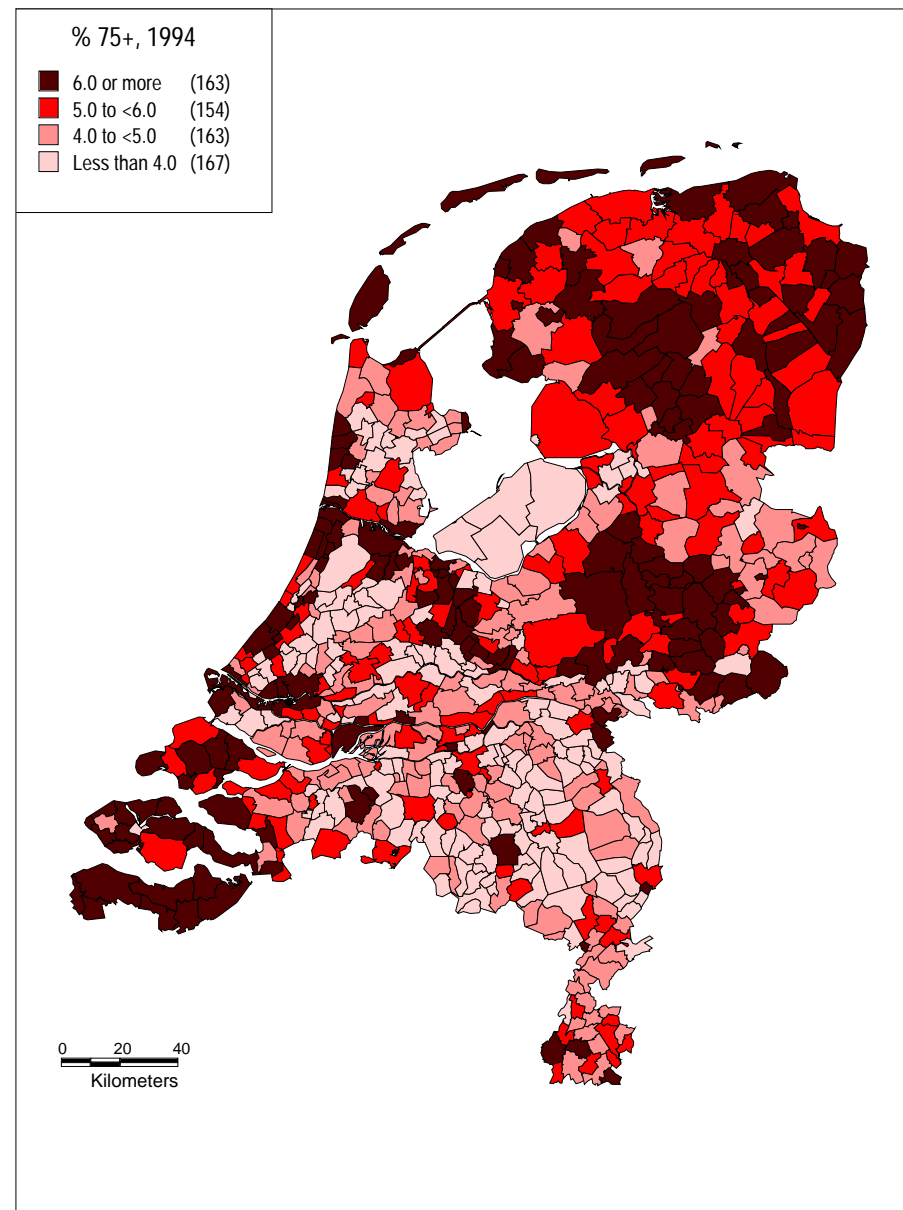 % 75+, 1994
6.0 or more (163)
5.0 to <6.0 (154)
4.0 to <5.0 (163)
Less than 4.0 (167)
0 20 40
Kilometers